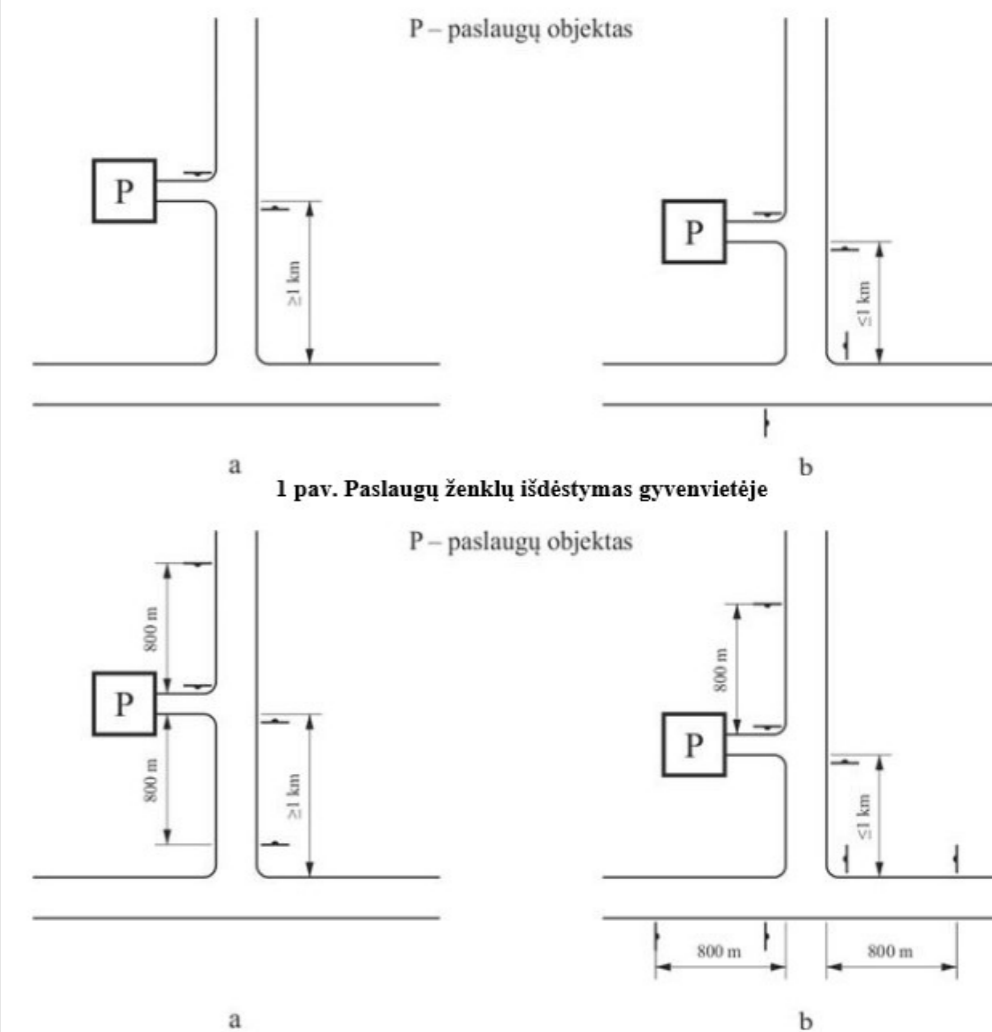 P – paslaugų objektas
P
≥1 km
P
≤1 km
a
b
1 pav. Paslaugų ženklų išdėstymas gyvenvietėje
P – paslaugų objektas
800 m
P
800 m
≥1 km
800 m
P
≤1 km
800 m
800 m
a
b